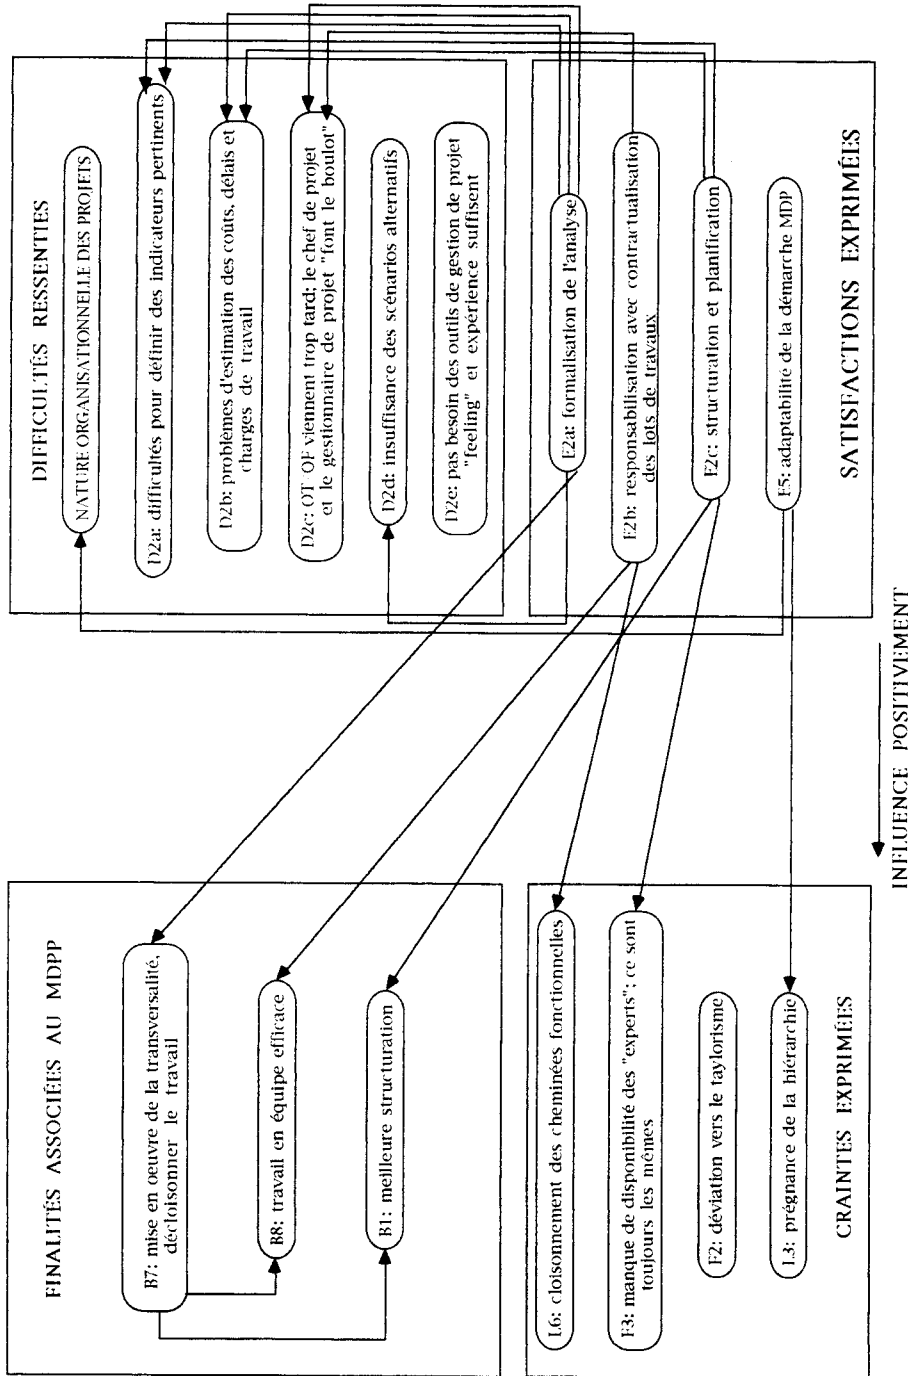 FINALITÉS ASSOCIÉES AU MDPP
B7: mise en oeuvre de la transversalité,
décloisonner le travail
B8: travail en équipe efficace
B1: meilleure structuration
DIFFICULTÉS RESSENTIES
NATURE ORGANISATIONNELLE DES PROJETS
D2a: difficultés pour définir des indicateurs pertinents
D2b: problèmes d'estimation des coûts, délais et
charges de travail
D2c: OT OF viennent trop tard; le chef de projet
et le gestionnaire de projet "font le boulot"
D2d: insuffisance des scénarios alternatifs
D2e: pas besoin des outils de gestion de projet
"feeling" et expérience suffisent
L6: cloisonnement des cheminées fonctionnelles
F3: manque de disponibilité des "experts"; ce sont
toujours les mêmes
F2: déviation vers le taylorisme
L3: prégnance de la hiérarchie
CRAINTES EXPRIMÉES
E2a: formalisation de l'analyse
E2b: responsabilisation avec contractualisation
des lots de travaux
E2c: structuration et planification
E5: adaptabilité de la démarche MDP
SATISFACTIONS EXPRIMÉES
INFLUENCE POSITIVEMENT